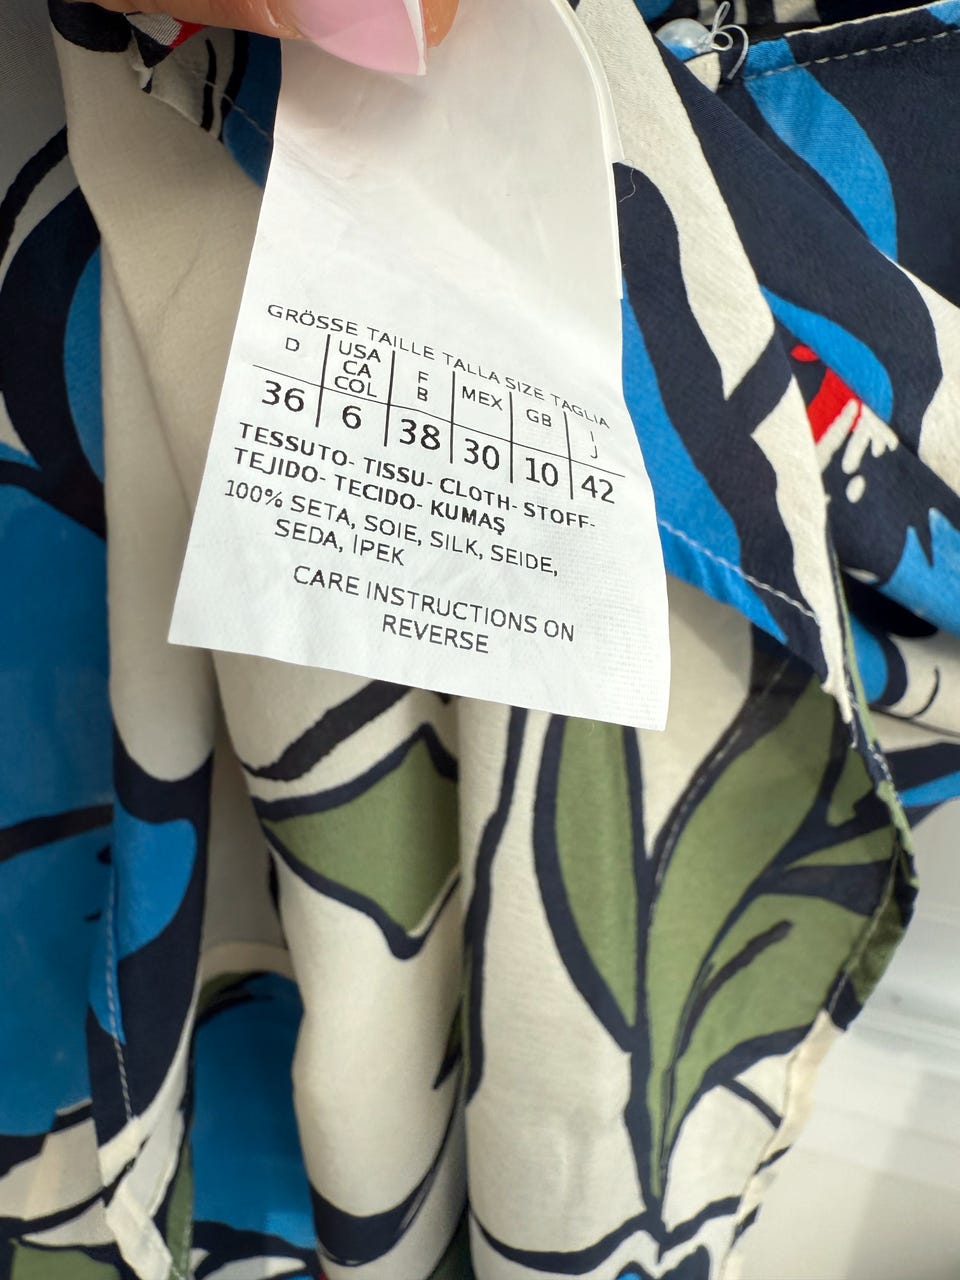 GRÖSSE TAILLE TALLA SIZE TAGLIA
D USA CA COL F B MEX GB I J
36 6 38 30 10 42
TESSUTO- TISSU- CLOTH- STOFF-
TEJIDO- TECIDO- KUMAŞ
100% SETA, SOIE, SILK, SEIDE,
SEDA, İPEK
CARE INSTRUCTIONS ON
REVERSE